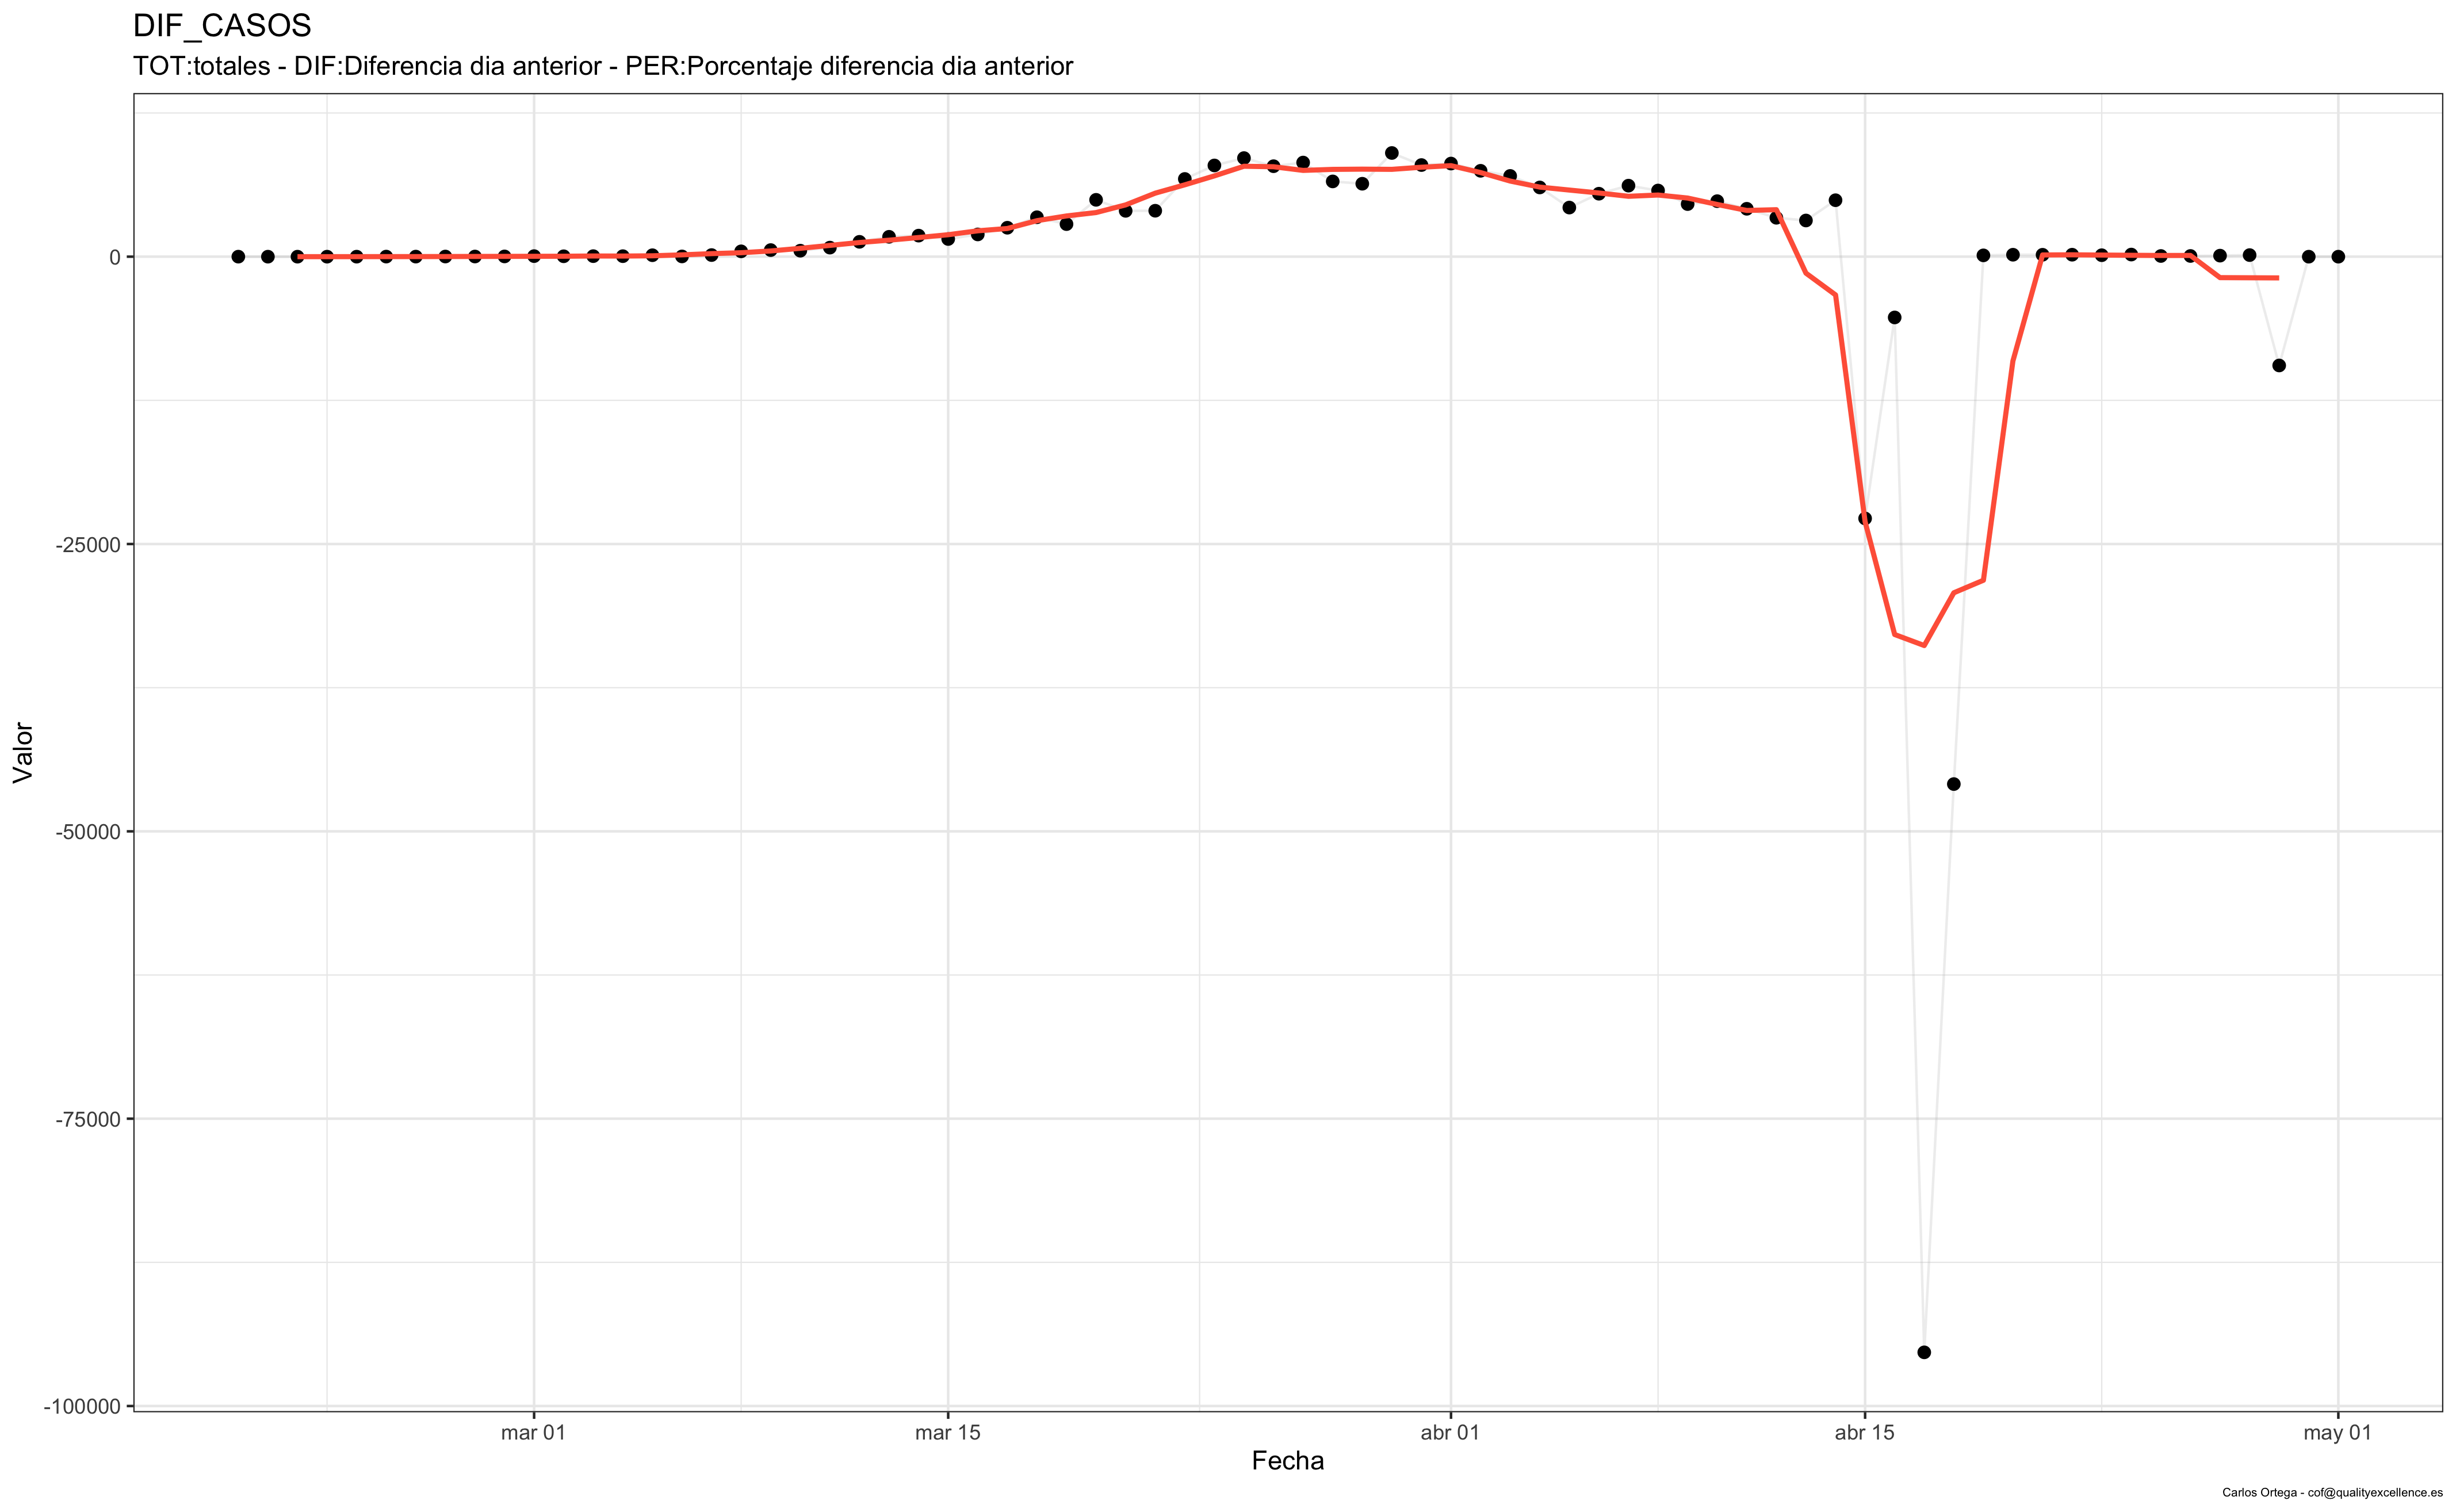 DIF_CASOS
TOT:totales - DIF:Diferencia dia anterior - PER:Porcentaje diferencia dia anterior
Valor
0
-25000
-50000
-75000
-100000
mar 01
mar 15
abr 01
abr 15
may 01
Fecha
Carlos Ortega - cof@qualityexcellence.es